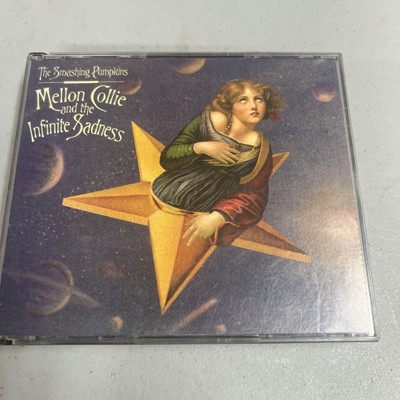 The Smashing Pumpkins
Mellon Collie
and the
Infinite Sadness